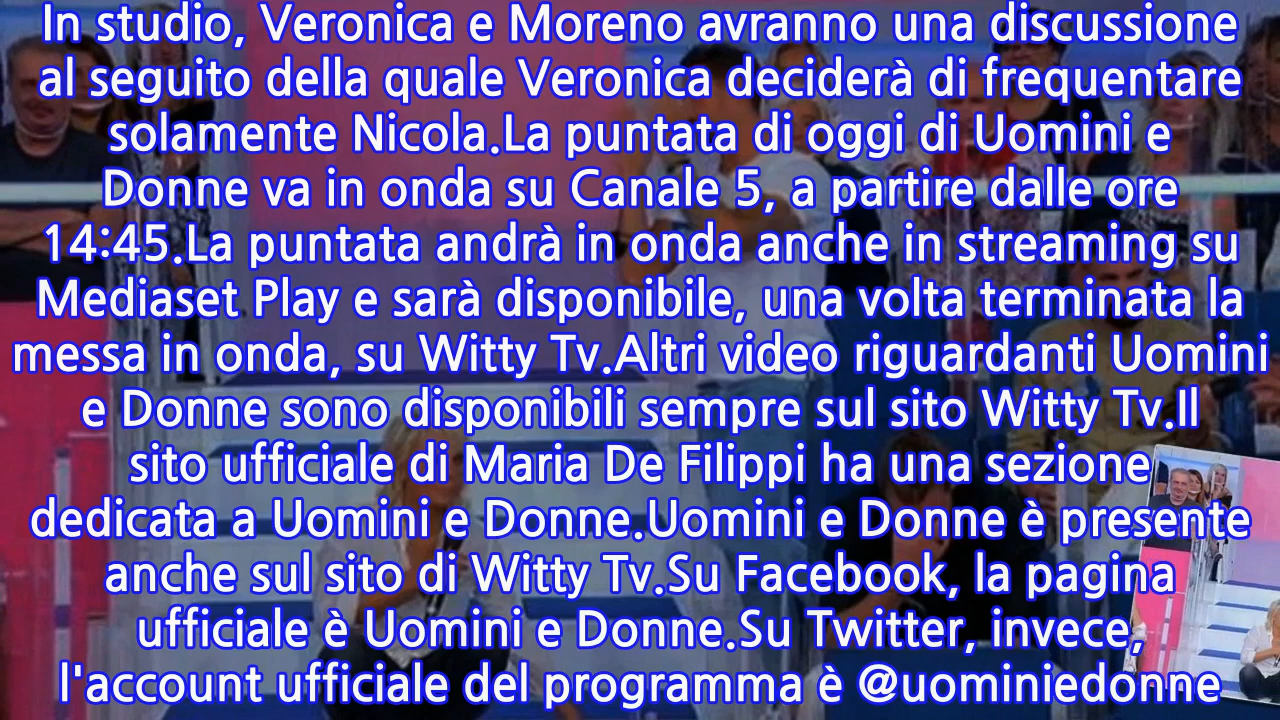 In studio, Veronica e Moreno avranno una discussione
al seguito della quale Veronica deciderà di frequentare
solamente Nicola.La puntata di oggi di Uomini e
Donne va in onda su Canale 5, a partire dalle ore
14:45.La puntata andrà in onda anche in streaming su
Mediaset Play e sarà disponibile, una volta terminata la
messa in onda, su Witty Tv.Altri video riguardanti Uomini
e Donne sono disponibili sempre sul sito Witty Tv.Il
sito ufficiale di Maria De Filippi ha una sezione
dedicata a Uomini e Donne.Uomini e Donne è presente
anche sul sito di Witty Tv.Su Facebook, la pagina
ufficiale è Uomini e Donne.Su Twitter, invece,
l'account ufficiale del programma è @uominiedonne